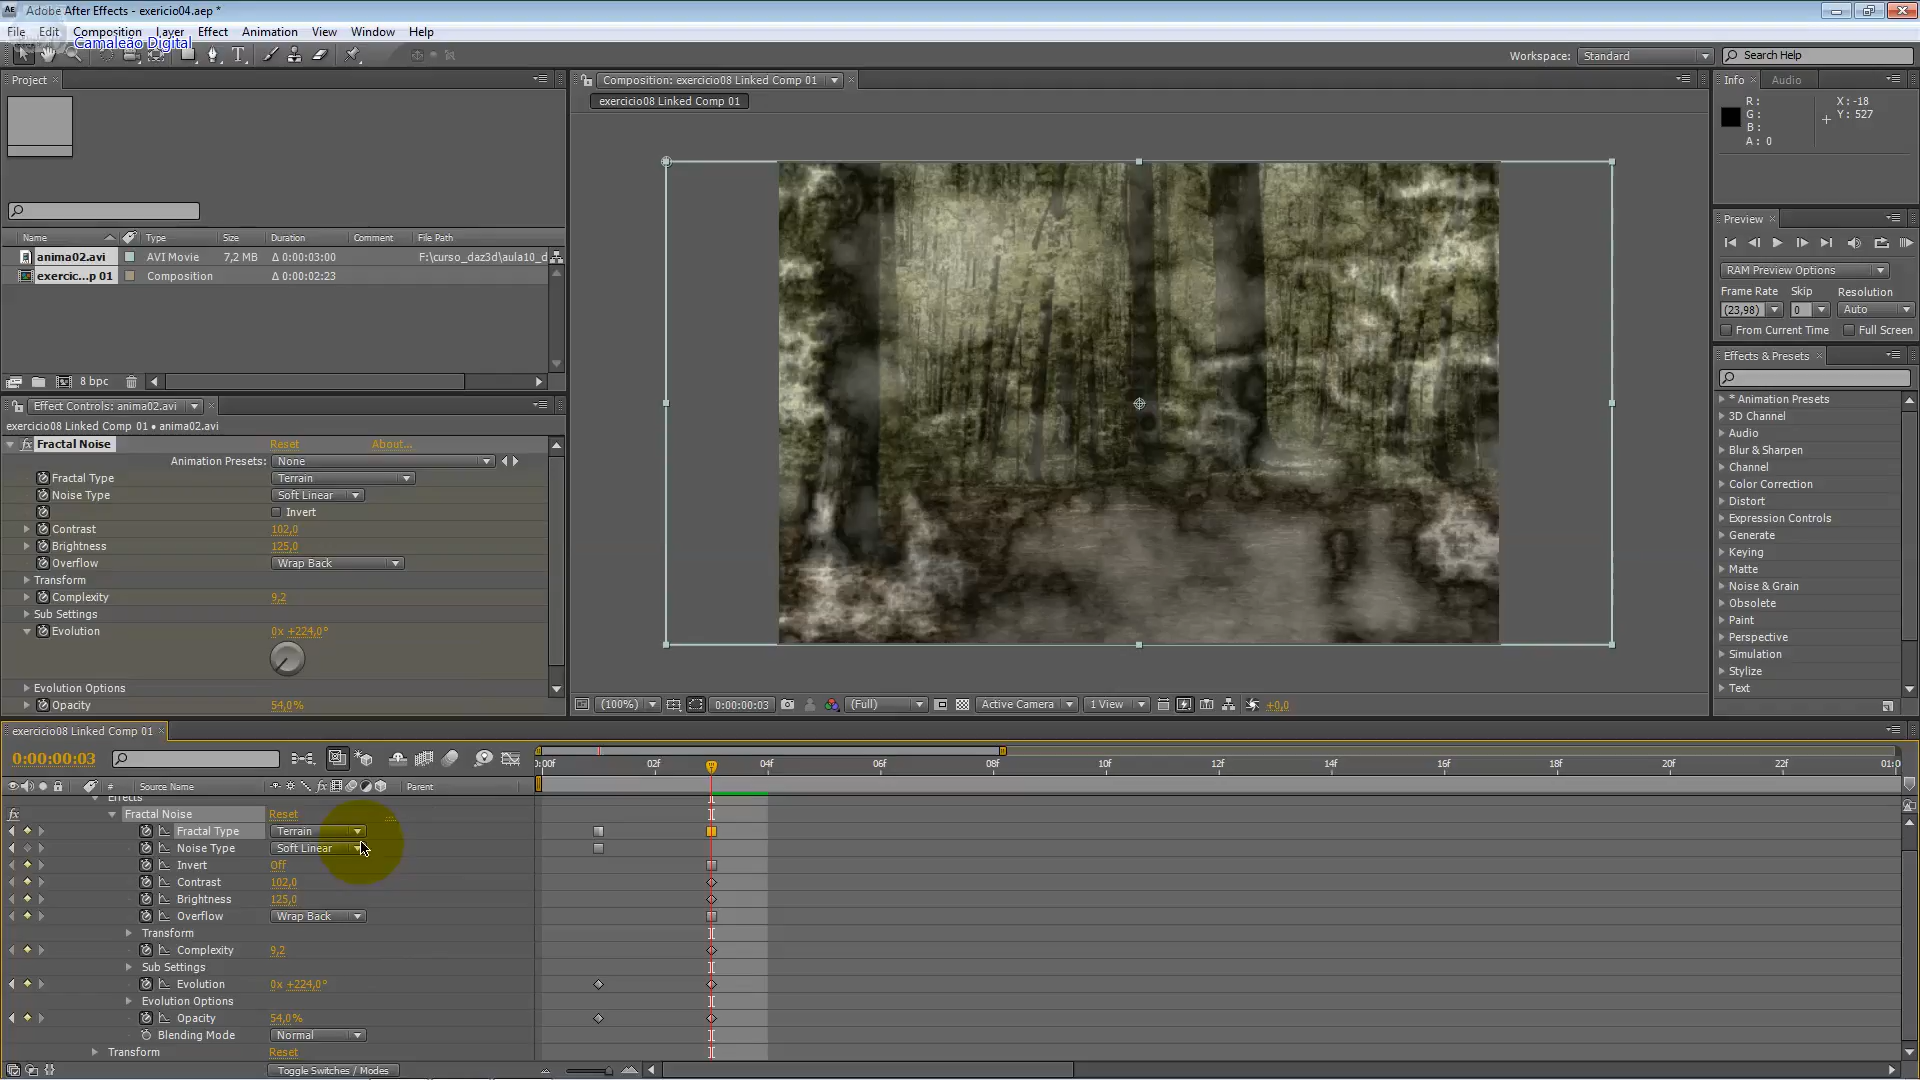 Adobe After Effects - exericio04.aep *
File Edit Composition Layer Effect Animation View Window Help
Camaleão Digital
Workspace: Standard Search Help
Project
Name Type Size Duration Comment File Path
anima02.avi AVI Movie 7,2 MB Δ 0:00:03:00 F:\curso_daz3d\aula10_d
exercic...p 01 Composition Δ 0:00:02:23
8 bpc
Effect Controls: anima02.avi
exercicio08 Linked Comp 01 • anima02.avi
fx Fractal Noise Reset About...
Animation Presets: None
Fractal Type Terrain
Noise Type Soft Linear
Invert
Contrast 102,0
Brightness 125,0
Overflow Wrap Back
Transform
Complexity 9,2
Sub Settings
Evolution 0x +224,0°
Evolution Options
Opacity 54,0%
Composition: exercicio08 Linked Comp 01
exercicio08 Linked Comp 01
(100%) 0:00:00:03 (Full) Active Camera 1 View +0,0
Info Audio
R: X: -18
G: Y: 527
B:
A: 0
Preview
RAM Preview Options
Frame Rate Skip Resolution
(23,98) 0 Auto
From Current Time Full Screen
Effects & Presets
* Animation Presets
3D Channel
Audio
Blur & Sharpen
Channel
Color Correction
Distort
Expression Controls
Generate
Keying
Matte
Noise & Grain
Obsolete
Paint
Perspective
Simulation
Stylize
Text
exercicio08 Linked Comp 01
0:00:00:03
:00f 02f 04f 06f 08f 10f 12f 14f 16f 18f 20f 22f 01:0
# Source Name Parent
Effects
fx Fractal Noise Reset ...
Fractal Type Terrain
Noise Type Soft Linear
Invert Off
Contrast 102,0
Brightness 125,0
Overflow Wrap Back
Transform
Complexity 9,2
Sub Settings
Evolution 0x +224,0°
Evolution Options
Opacity 54,0%
Blending Mode Normal
Transform Reset
Toggle Switches / Modes